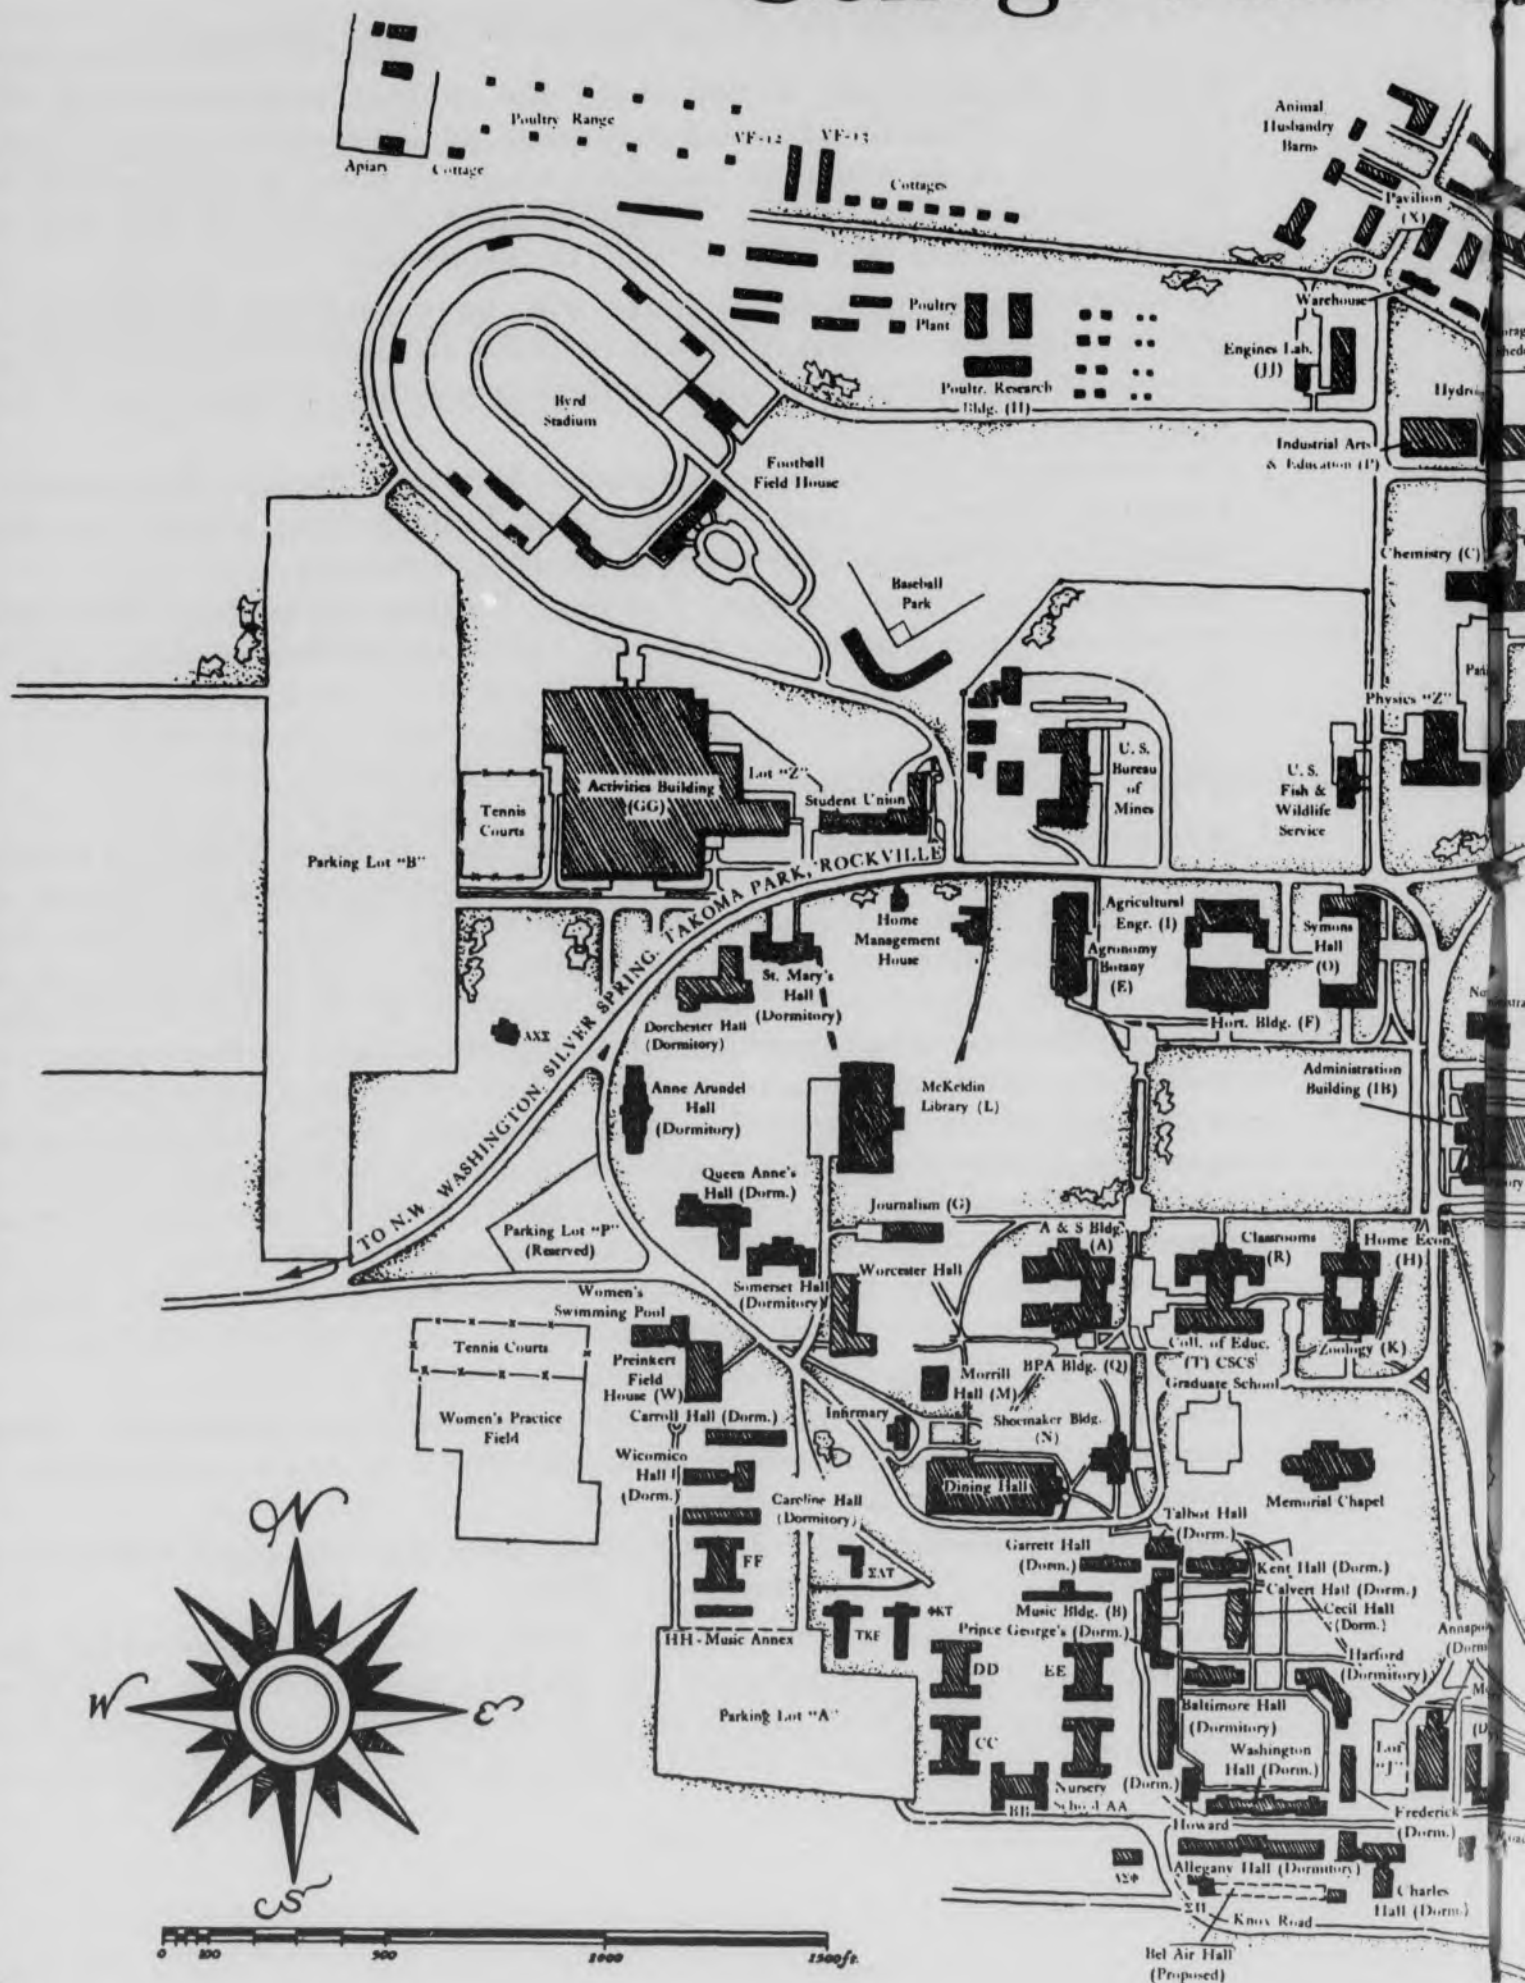 Poultry Range
VF-12
VF-13
Apiary
Cottage
Cottages
Animal
Husbandry
Barns
Pavilion
(X)
Warehouse
Poultry
Plant
Engines Lab.
(JJ)
Poultr. Research
Bldg. (H)
Byrd
Stadium
Industrial Arts
& Education (P)
Football
Field House
Chemistry (C)
Baseball
Park
Physics "Z"
U. S.
Bureau
of
Mines
U. S.
Fish &
Wildlife
Service
Activities Building
(GG)
Lot "Z"
Student Union
Tennis
Courts
Parking Lot "B"
TO N.W. WASHINGTON, SILVER SPRING, TAKOMA PARK, ROCKVILLE
Home
Management
House
Agricultural
Engr. (I)
Agronomy
Botany
(E)
Symons
Hall
(O)
Hort. Bldg. (F)
St. Mary's
Hall
(Dormitory)
Dorchester Hall
(Dormitory)
ΑΧΣ
Anne Arundel
Hall
(Dormitory)
McKeldin
Library (L)
Administration
Building (IB)
Queen Anne's
Hall (Dorm.)
Journalism (G)
A & S Bldg.
(A)
Classrooms
(R)
Home Econ.
(H)
Parking Lot "P"
(Reserved)
Somerset Hall
(Dormitory)
Worcester Hall
Women's
Swimming Pool
Tennis Courts
Preinkert
Field
House (W)
Morrill
Hall (M)
BPA Bldg. (Q)
Coll. of Educ.
(T) CSCS
Graduate School
Zoology (K)
Women's Practice
Field
Carroll Hall (Dorm.)
Infirmary
Shoemaker Bldg.
(N)
Wicomico
Hall
(Dorm.)
Dining Hall
Memorial Chapel
Caroline Hall
(Dormitory)
Talbot Hall
(Dorm.)
Garrett Hall
(Dorm.)
Kent Hall (Dorm.)
FF
Calvert Hall (Dorm.)
Cecil Hall
(Dorm.)
Music Bldg. (B)
ΦΚΤ
TKE
HH - Music Annex
Prince George's (Dorm.)
Harford
(Dormitory)
DD
EE
Parking Lot "A"
Baltimore Hall
(Dormitory)
Washington
Hall (Dorm.)
Lot
"J"
CC
BB
Nursery
School AA
(Dorm.)
Howard
Frederick
(Dorm.)
Allegany Hall (Dormitory)
Charles
Hall (Dorm.)
ΣΠ
Knox Road
Bel Air Hall
(Proposed)
N
W
E
S
0
100
500
1000
1500 ft.